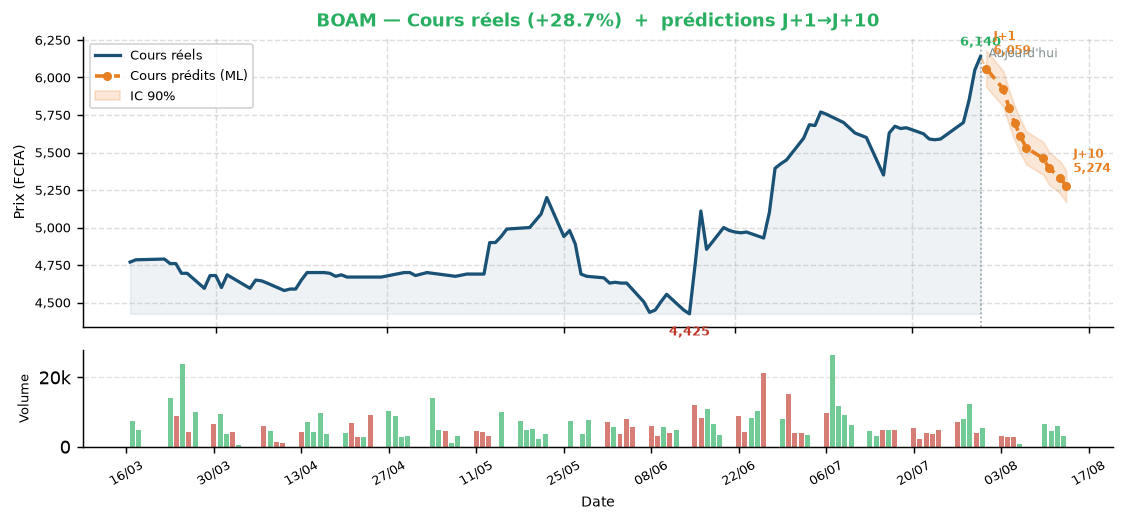 BOAM — Cours réels (+28.7%)  +  prédictions J+1→J+10
6,250
6,000
5,750
5,500
5,250
5,000
4,750
4,500
Prix (FCFA)
Cours réels
Cours prédits (ML)
IC 90%
6,140
J+1
6,059
Aujourd'hui
J+10
5,274
4,425
20k
0
Volume
16/03
30/03
13/04
27/04
11/05
25/05
08/06
22/06
06/07
20/07
03/08
17/08
Date